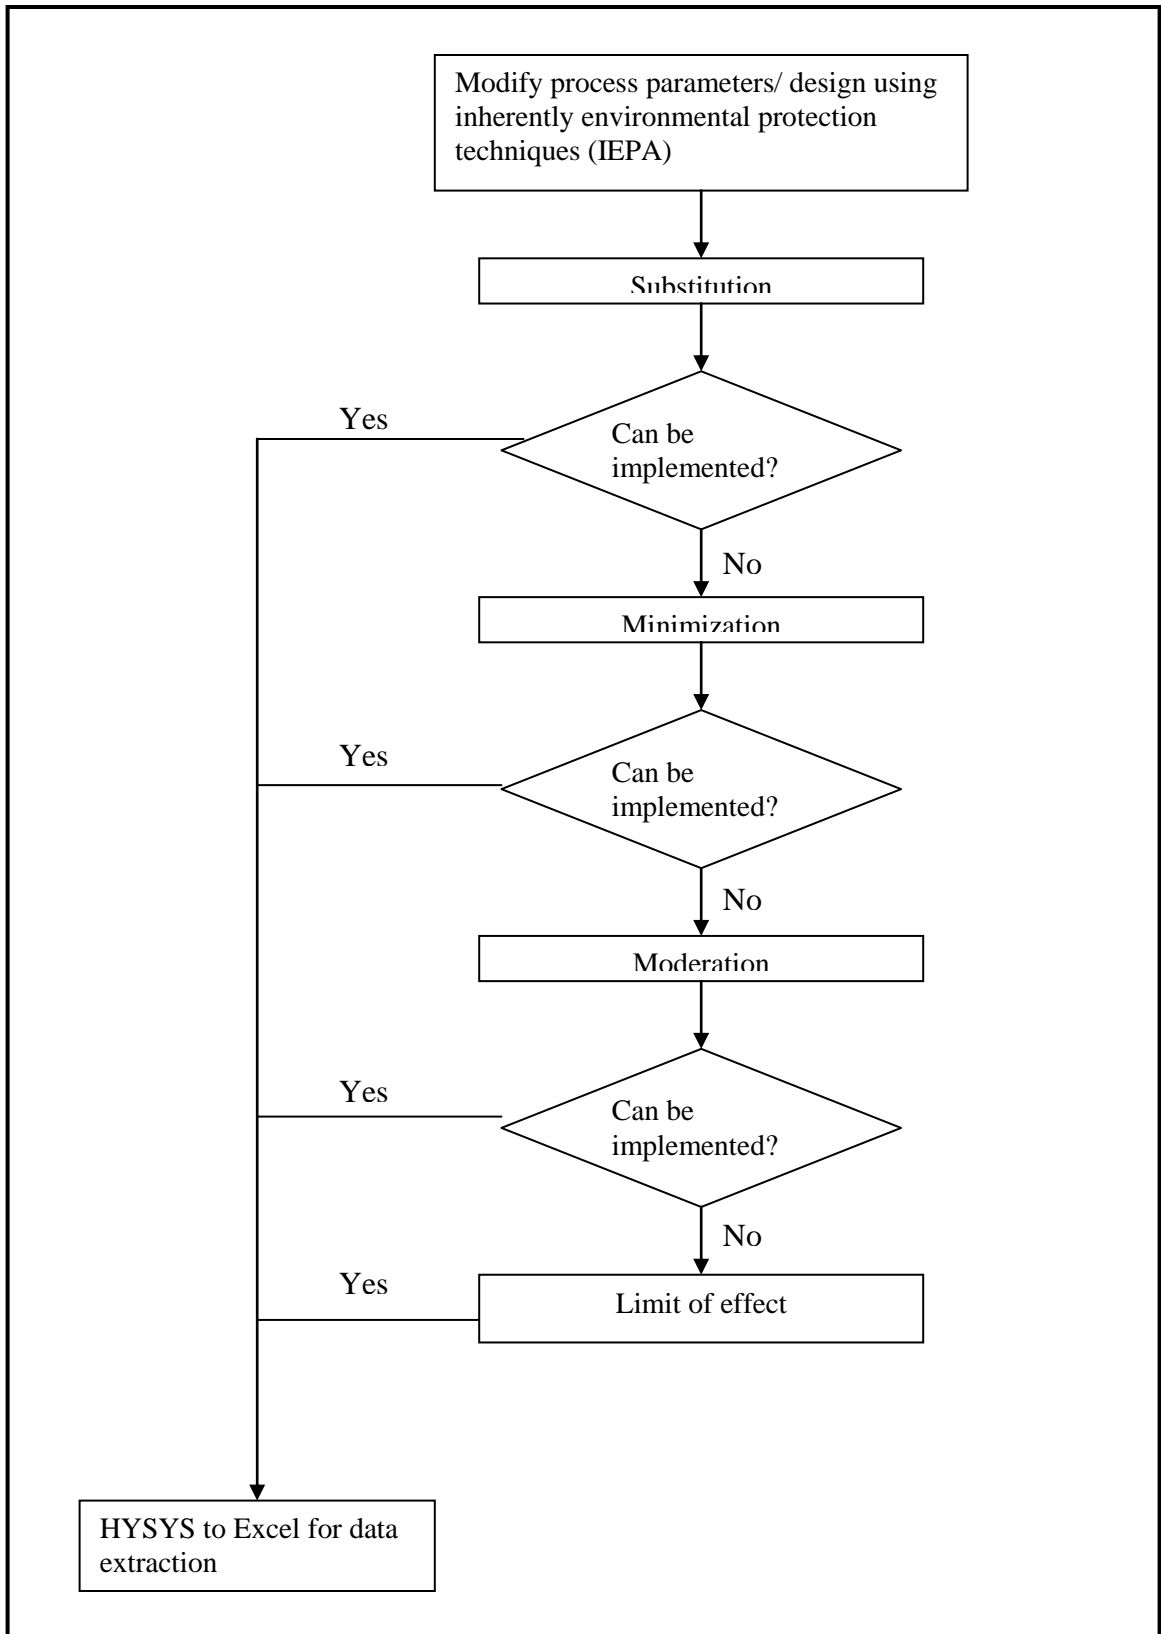 Modify process parameters/ design using
inherently environmental protection
techniques (IEPA)
Substitution
Yes
Can be
implemented?
No
Minimization
Yes
Can be
implemented?
No
Moderation
Yes
Can be
implemented?
No
Yes
Limit of effect
HYSYS to Excel for data
extraction